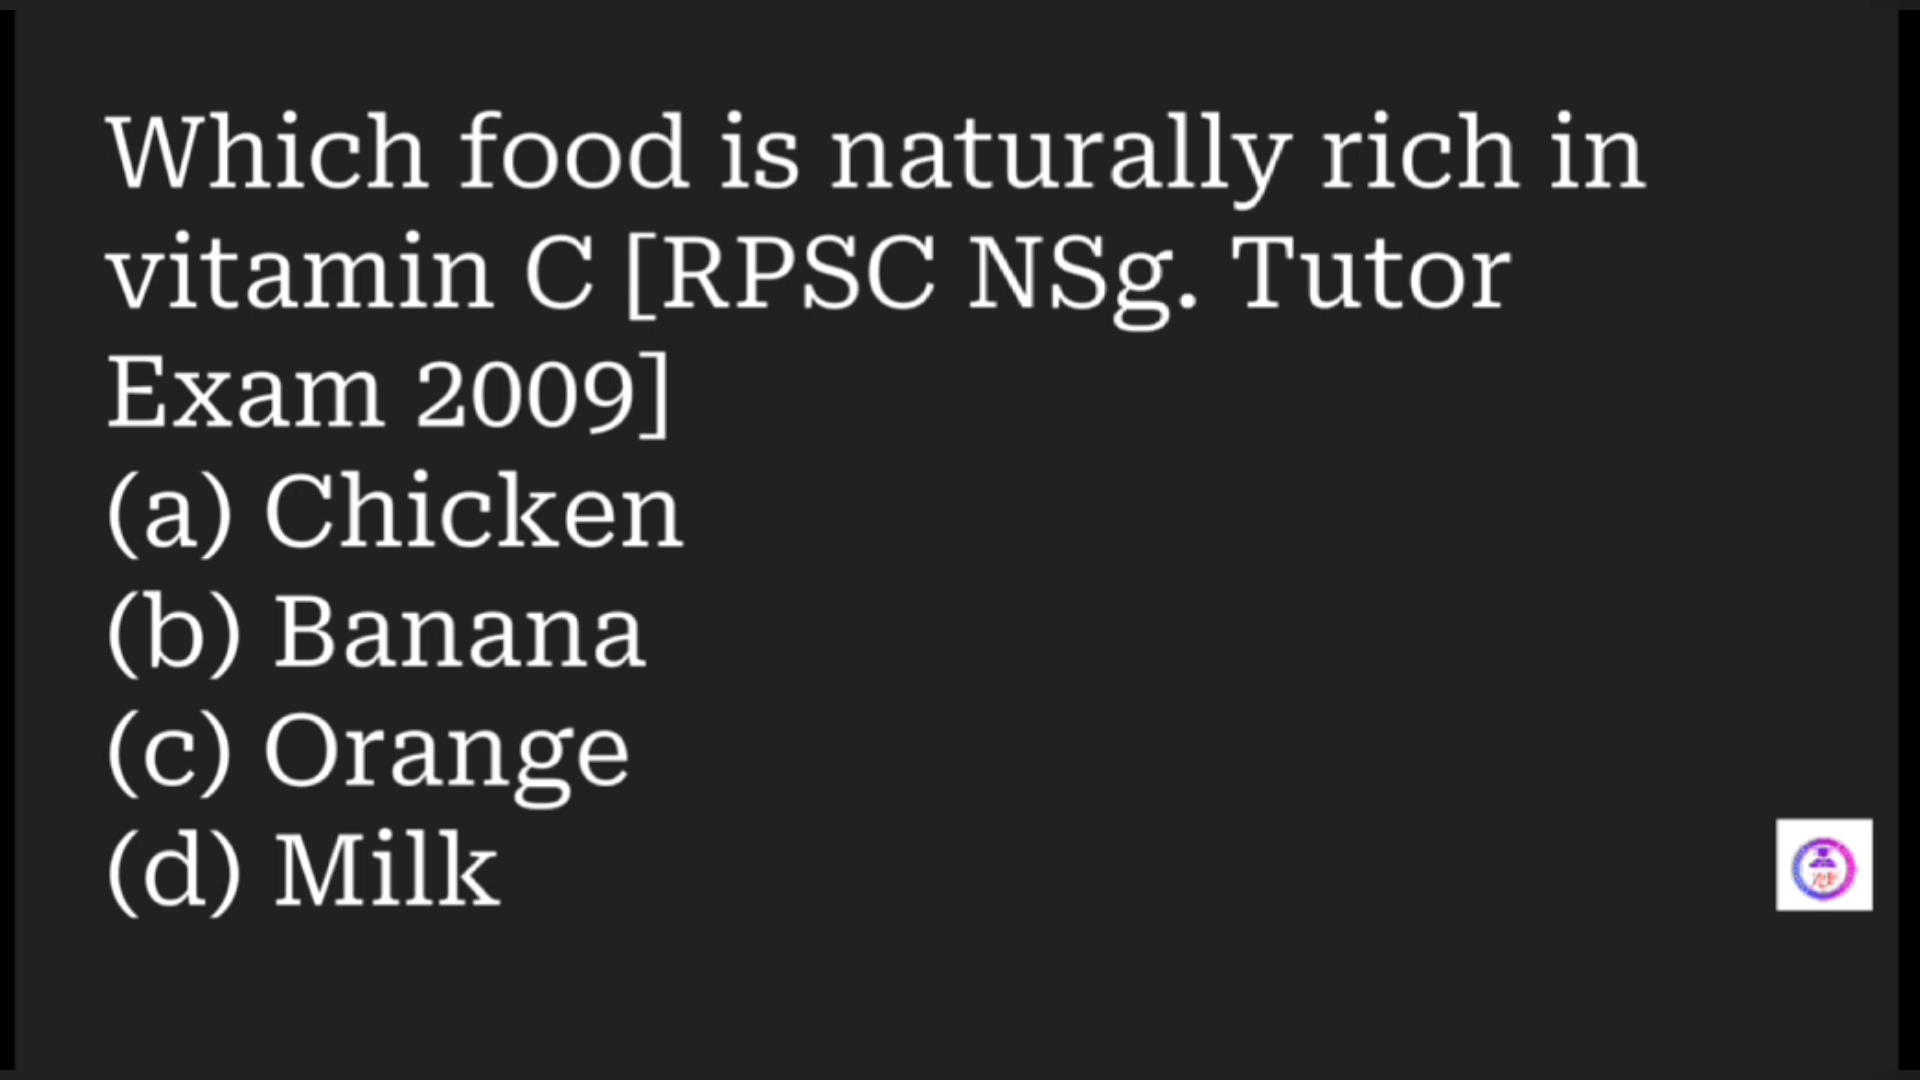 Which food is naturally rich in
vitamin C [RPSC NSg. Tutor
Exam 2009]
(a) Chicken
(b) Banana
(c) Orange
(d) Milk